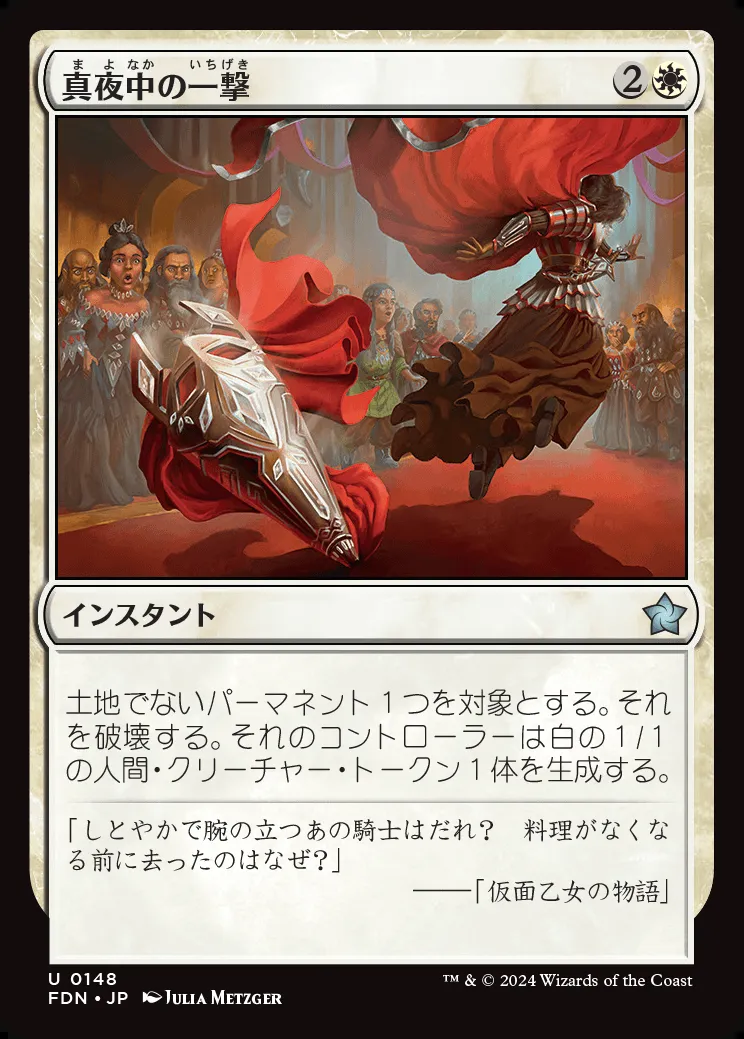 まよなか いちげき
真夜中の一撃 2
インスタント
土地でないパーマネント1つを対象とする。それ
を破壊する。それのコントローラーは白の1/1
の人間・クリーチャー・トークン1体を生成する。
「しとやかで腕の立つあの騎士はだれ? 料理がなくな
る前に去ったのはなぜ?」
――「仮面乙女の物語」
U 0148
FDN • JP Julia Metzger
™ & © 2024 Wizards of the Coast